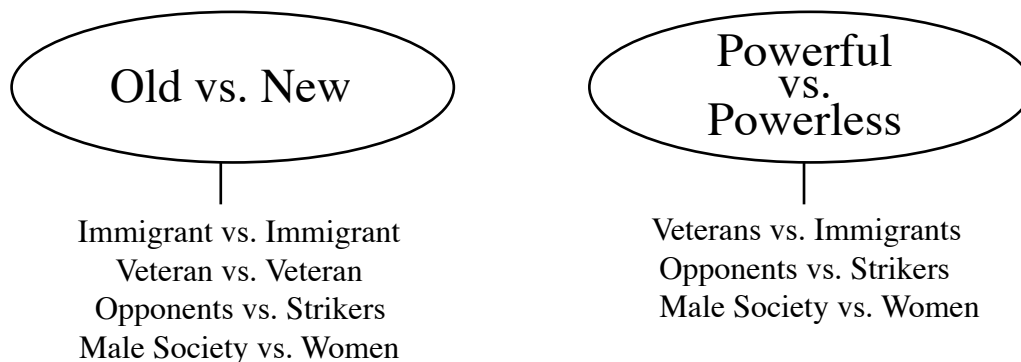 Old vs. New
Immigrant vs. Immigrant
Veteran vs. Veteran
Opponents vs. Strikers
Male Society vs. Women
Powerful
vs.
Powerless
Veterans vs. Immigrants
Opponents vs. Strikers
Male Society vs. Women